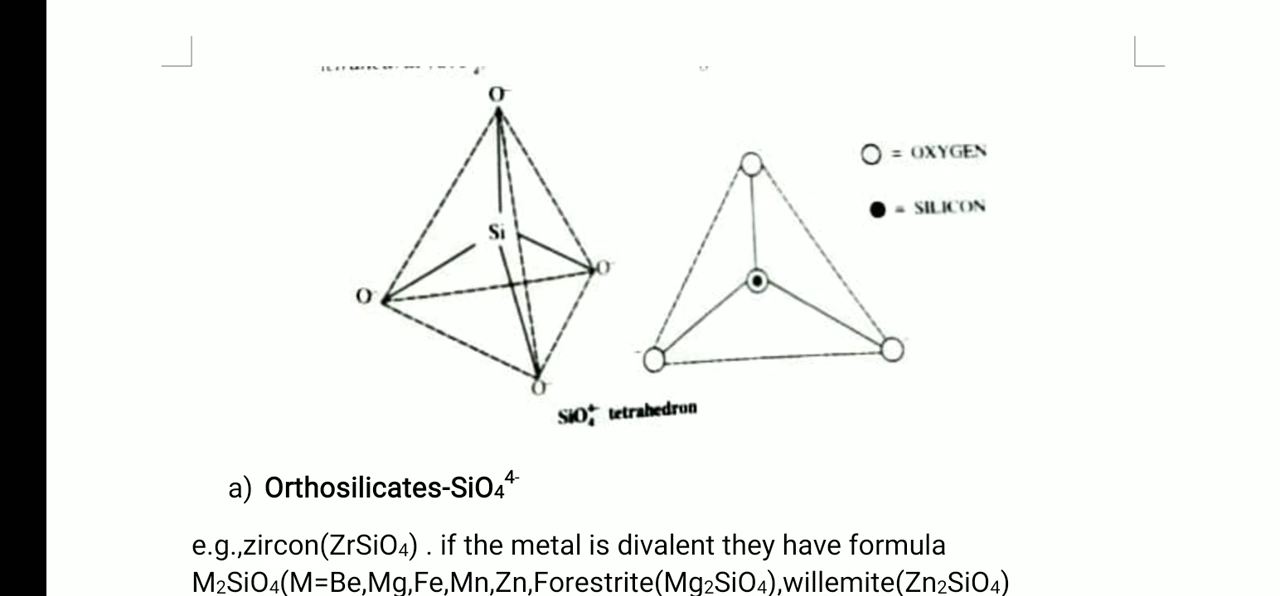 O⁻
Si
O⁻
O⁻
O⁻
= OXYGEN
= SILICON
SiO₄⁴⁻ tetrahedron
a) Orthosilicates-SiO₄⁴⁻
e.g.,zircon(ZrSiO₄) . if the metal is divalent they have formula
M₂SiO₄(M=Be,Mg,Fe,Mn,Zn,Forestrite(Mg₂SiO₄),willemite(Zn₂SiO₄)